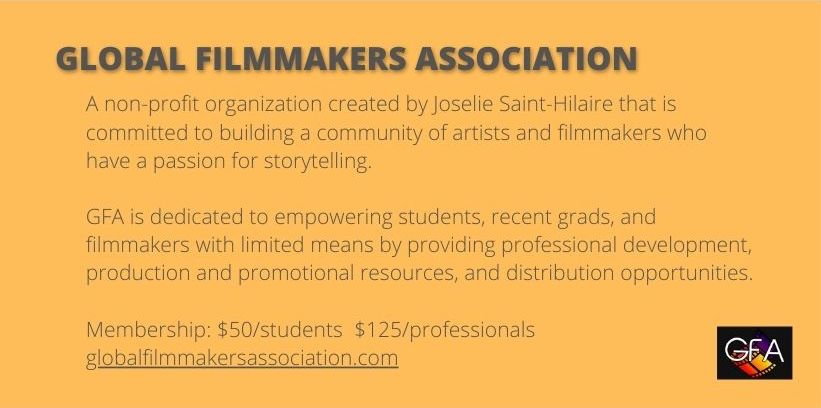 GLOBAL FILMMAKERS ASSOCIATION
A non-profit organization created by Joselie Saint-Hilaire that is
committed to building a community of artists and filmmakers who
have a passion for storytelling.
GFA is dedicated to empowering students, recent grads, and
filmmakers with limited means by providing professional development,
production and promotional resources, and distribution opportunities.
Membership: $50/students  $125/professionals
globalfilmmakersassociation.com
GFA